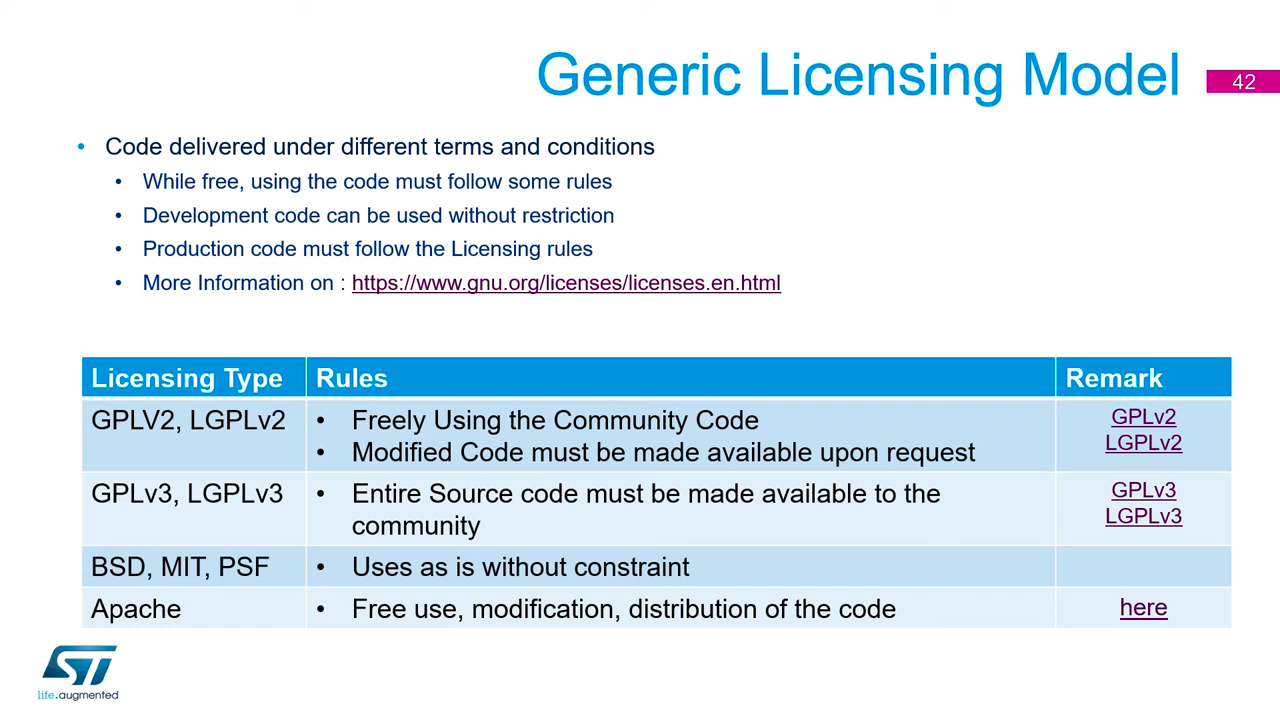 Generic Licensing Model
42
• Code delivered under different terms and conditions
• While free, using the code must follow some rules
• Development code can be used without restriction
• Production code must follow the Licensing rules
• More Information on : https://www.gnu.org/licenses/licenses.en.html
Licensing Type Rules Remark
GPLV2, LGPLv2
• Freely Using the Community Code
• Modified Code must be made available upon request
GPLv2
LGPLv2
GPLv3, LGPLv3
• Entire Source code must be made available to the
community
GPLv3
LGPLv3
BSD, MIT, PSF
• Uses as is without constraint
Apache
• Free use, modification, distribution of the code
here
ST
life.augmented